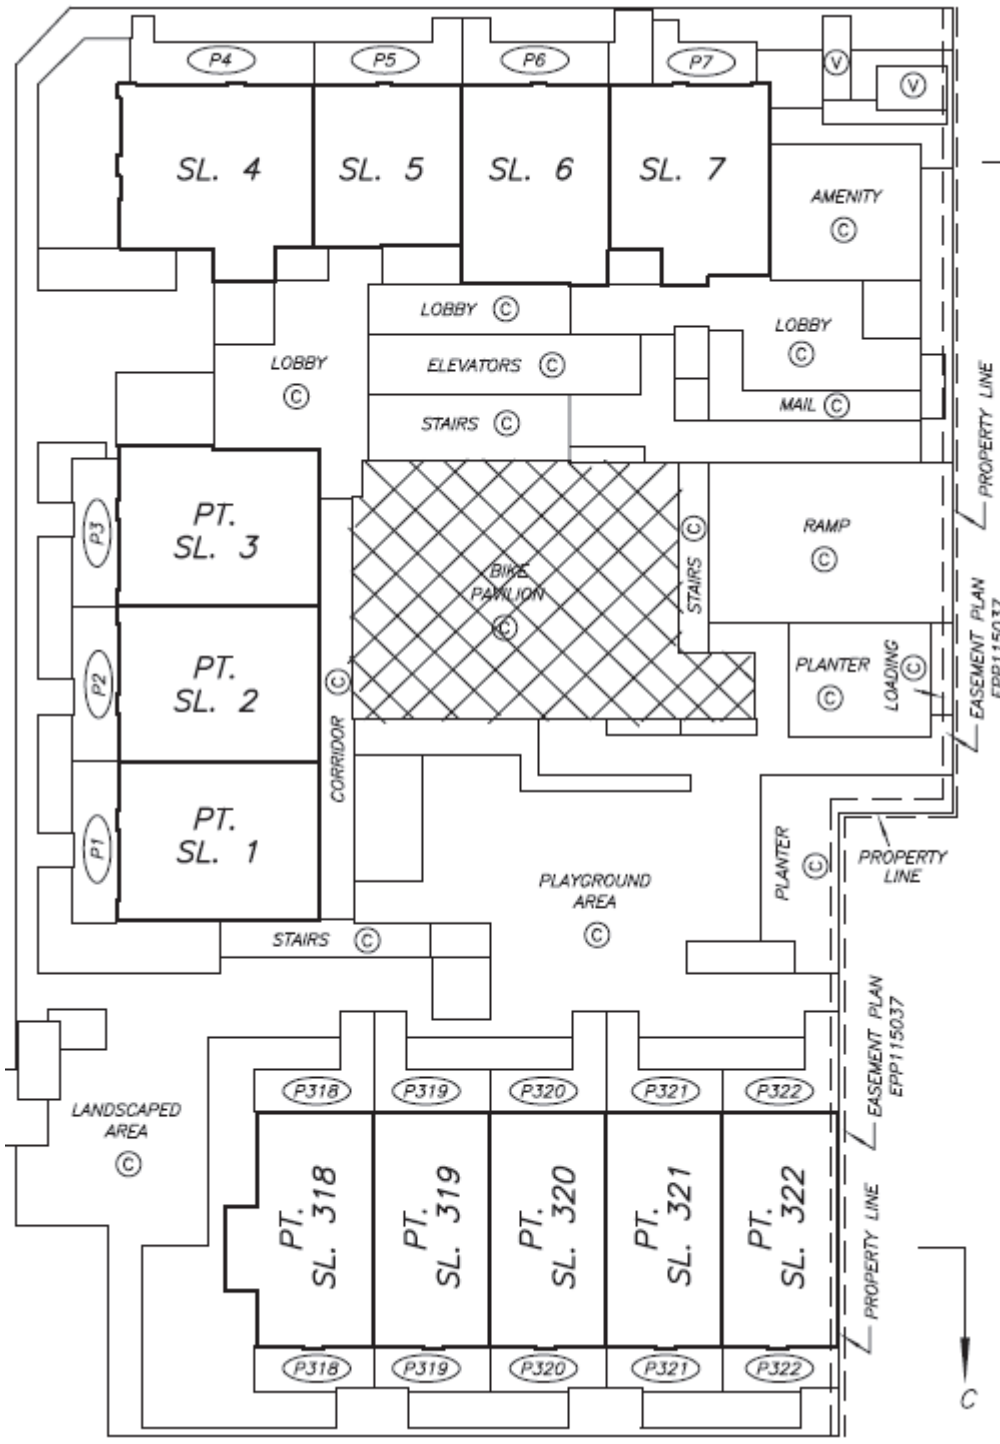 P4
P5
P6
P7
V
V
SL. 4
SL. 5
SL. 6
SL. 7
AMENITY
C
LOBBY C
LOBBY
C
LOBBY
C
ELEVATORS C
MAIL C
STAIRS C
PROPERTY LINE
P3
PT.
SL. 3
BIKE
PAVILION
C
STAIRS C
RAMP
C
EASEMENT PLAN
EPP115037
P2
PT.
SL. 2
CORRIDOR C
PLANTER
C
LOADING C
P1
PT.
SL. 1
PLAYGROUND
AREA
C
PLANTER C
PROPERTY
LINE
STAIRS C
LANDSCAPED
AREA
C
EASEMENT PLAN
EPP115037
P318
P319
P320
P321
P322
PT.
SL. 318
PT.
SL. 319
PT.
SL. 320
PT.
SL. 321
PT.
SL. 322
PROPERTY LINE
P318
P319
P320
P321
P322
C